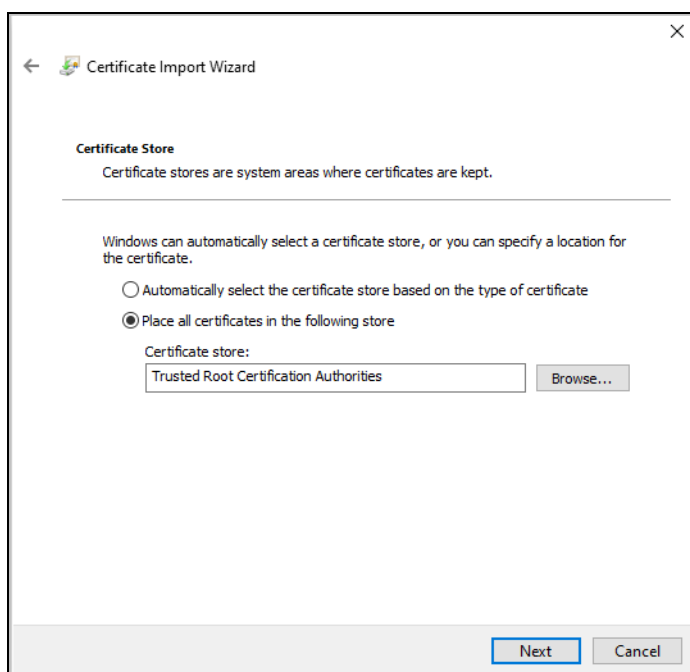 Certificate Import Wizard
Certificate Store
Certificate stores are system areas where certificates are kept.
Windows can automatically select a certificate store, or you can specify a location for
the certificate.
Automatically select the certificate store based on the type of certificate
Place all certificates in the following store
Certificate store:
Trusted Root Certification Authorities
Browse...
Next
Cancel